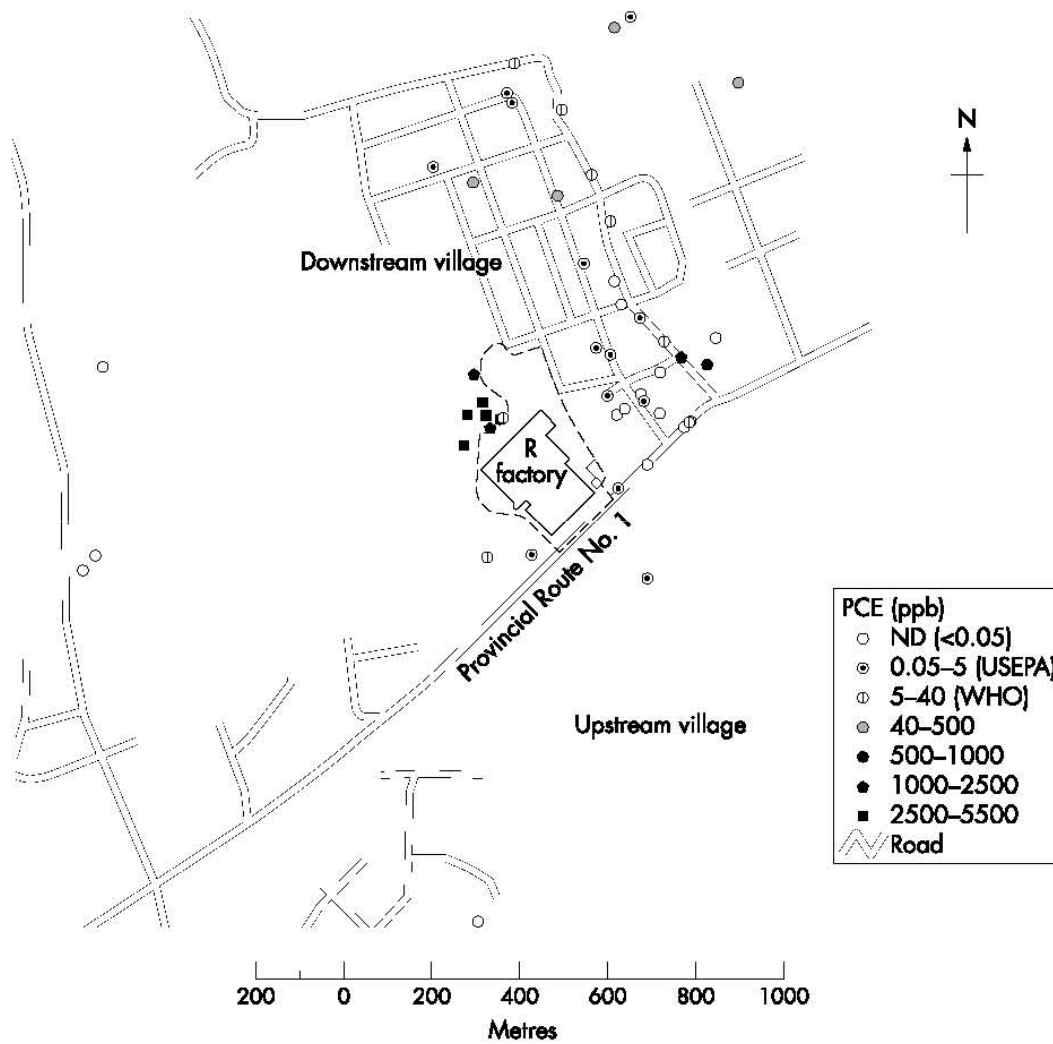 N
Downstream village
R
factory
Provincial Route No. 1
Upstream village
PCE (ppb)
ND (<0.05)
0.05–5 (USEPA)
5–40 (WHO)
40–500
500–1000
1000–2500
2500–5500
Road
200 0 200 400 600 800 1000
Metres